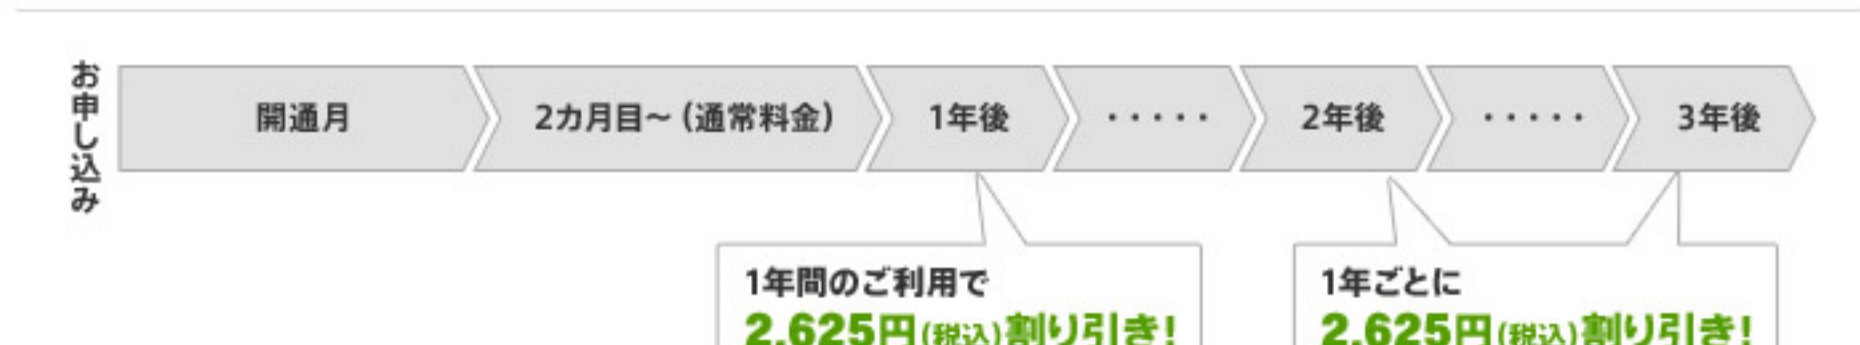 お申し込み
開通月
2カ月目～（通常料金）
1年後
・・・・・
2年後
・・・・・
3年後
1年間のご利用で
2,625円(税込)割り引き!
1年ごとに
2,625円(税込)割り引き!